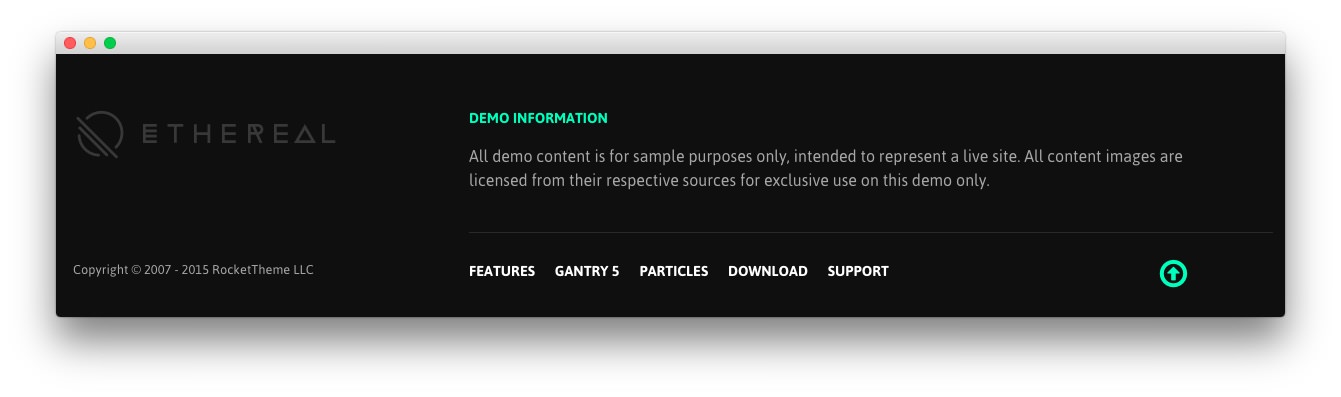 ETHEREAL
DEMO INFORMATION
All demo content is for sample purposes only, intended to represent a live site. All content images are
licensed from their respective sources for exclusive use on this demo only.
Copyright © 2007 - 2015 RocketTheme LLC
FEATURES GANTRY 5 PARTICLES DOWNLOAD SUPPORT